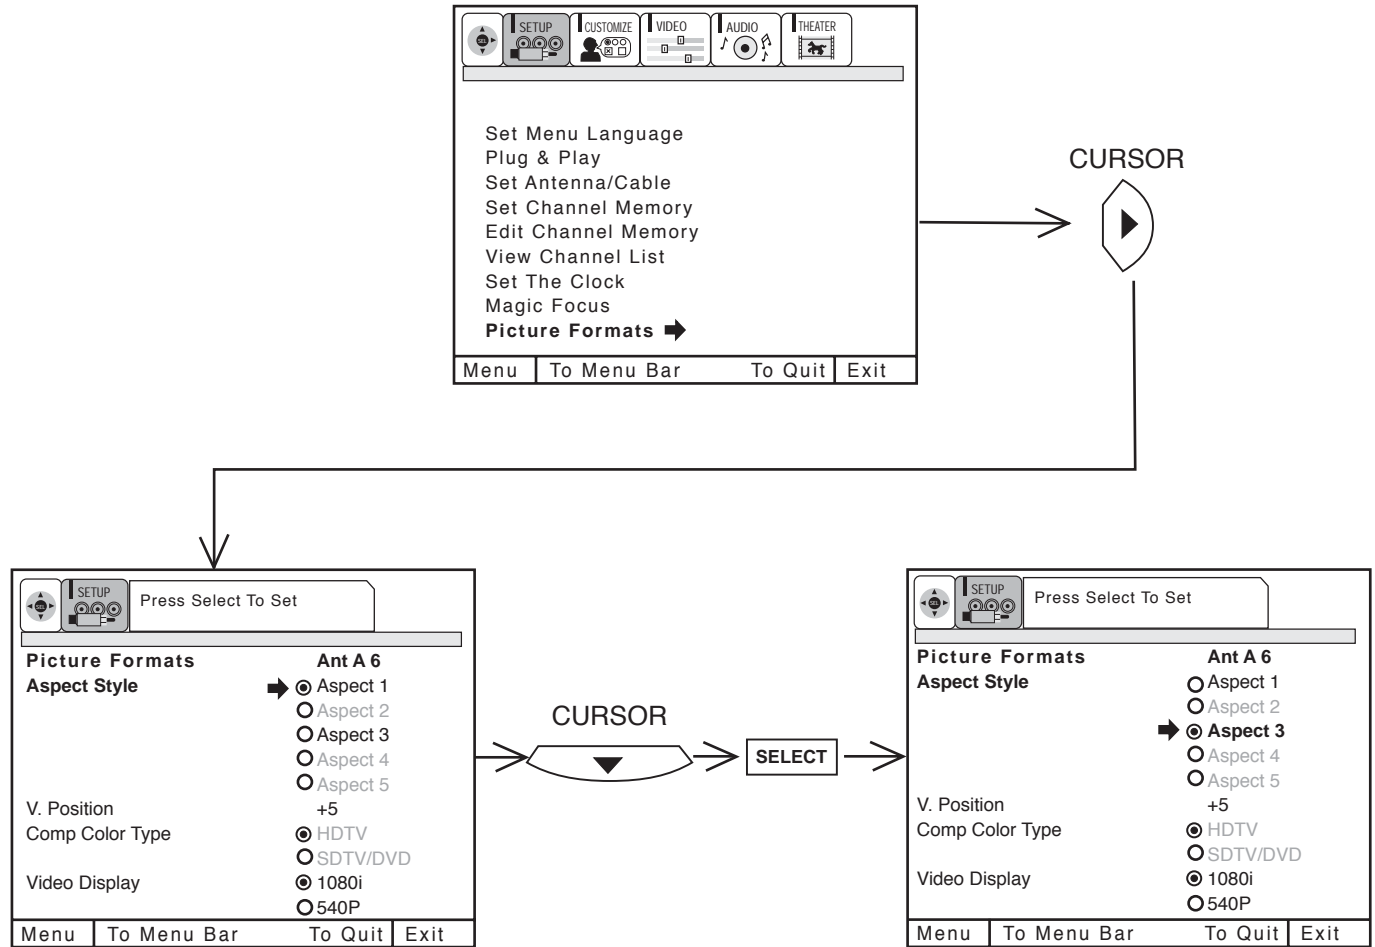 SETUP CUSTOMIZE VIDEO AUDIO THEATER
SEL
Set Menu Language
Plug & Play
Set Antenna/Cable
Set Channel Memory
Edit Channel Memory
View Channel List
Set The Clock
Magic Focus
Picture Formats
Menu To Menu Bar To Quit Exit
CURSOR
SETUP
SEL
Press Select To Set
Picture Formats Ant A 6
Aspect Style Aspect 1
Aspect 2
Aspect 3
Aspect 4
Aspect 5
V. Position +5
Comp Color Type HDTV
SDTV/DVD
Video Display 1080i
540P
Menu To Menu Bar To Quit Exit
CURSOR
SELECT
SETUP
SEL
Press Select To Set
Picture Formats Ant A 6
Aspect Style Aspect 1
Aspect 2
Aspect 3
Aspect 4
Aspect 5
V. Position +5
Comp Color Type HDTV
SDTV/DVD
Video Display 1080i
540P
Menu To Menu Bar To Quit Exit